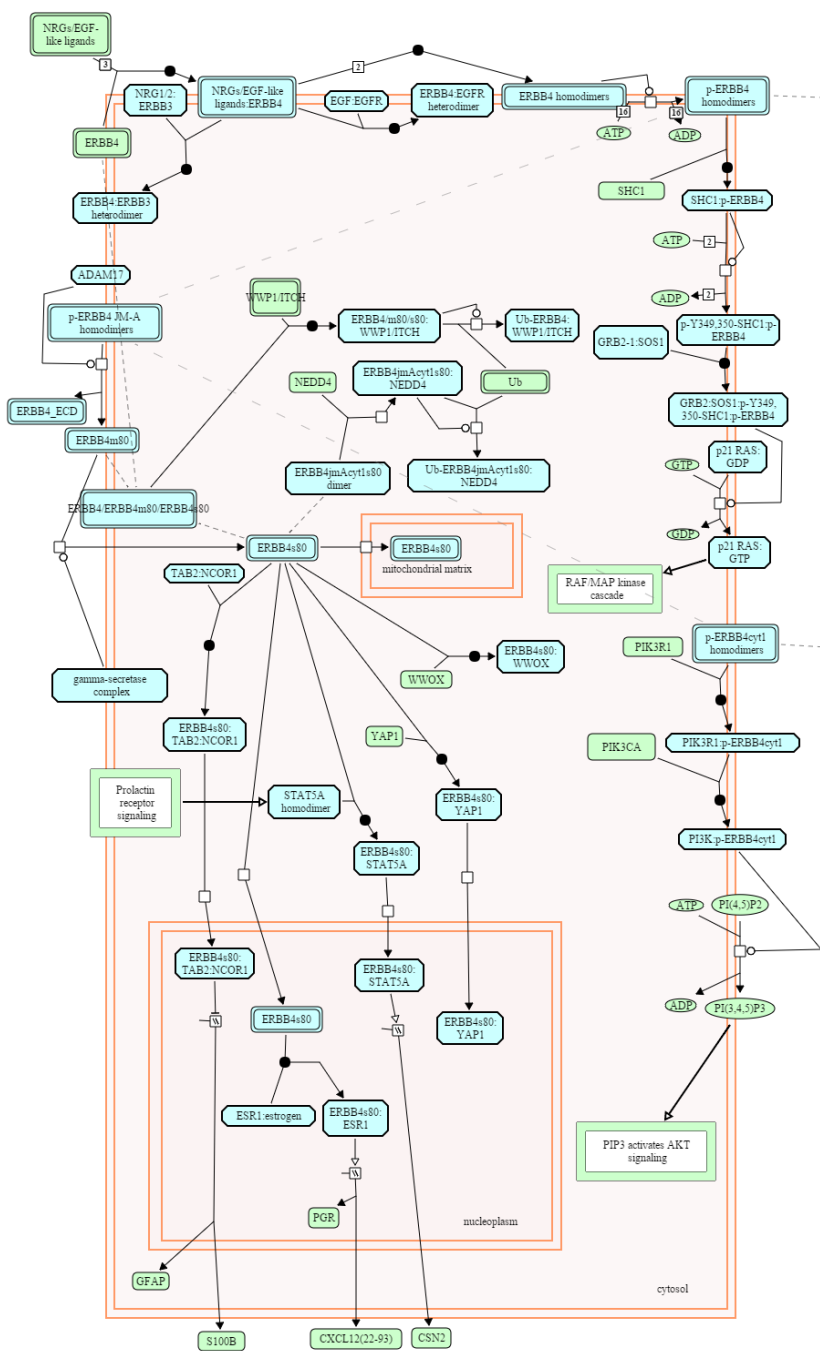 NRGs/EGF-
like ligands
3
2
NRG1/2:
ERBB3
NRGs/EGF-like
ligands:ERBB4
EGF:EGFR
ERBB4:EGFR
heterodimer
ERBB4 homodimers
p-ERBB4
homodimers
16
16
ATP
ADP
ERBB4
SHC1
ERBB4:ERBB3
heterodimer
SHC1:p-ERBB4
ATP
2
ADAM17
WWP1/ITCH
ADP
2
p-ERBB4 JM-A
homodimers
ERBB4/m80/s80:
WWP1/ITCH
Ub-ERBB4:
WWP1/ITCH
GRB2-1:SOS1
p-Y349,350-SHC1:p-
ERBB4
NEDD4
ERBB4jmAcyt1s80:
NEDD4
Ub
ERBB4_ECD
GRB2:SOS1:p-Y349,
350-SHC1:p-ERBB4
ERBB4m80
GTP
p21 RAS:
GDP
ERBB4jmAcyt1s80
dimer
Ub-ERBB4jmAcyt1s80:
NEDD4
ERBB4/ERBB4m80/ERBB4s80
GDP
ERBB4s80
ERBB4s80
mitochondrial matrix
p21 RAS:
GTP
TAB2:NCOR1
RAF/MAP kinase
cascade
p-ERBB4cyt1
homodimers
PIK3R1
ERBB4s80:
WWOX
WWOX
gamma-secretase
complex
ERBB4s80:
TAB2:NCOR1
YAP1
PIK3CA
PIK3R1:p-ERBB4cyt1
Prolactin
receptor
signaling
STAT5A
homodimer
ERBB4s80:
YAP1
PI3K:p-ERBB4cyt1
ERBB4s80:
STAT5A
ATP
PI(4,5)P2
ERBB4s80:
TAB2:NCOR1
ERBB4s80:
STAT5A
ADP
PI(3,4,5)P3
ERBB4s80
ERBB4s80:
YAP1
ESR1:estrogen
ERBB4s80:
ESR1
PIP3 activates AKT
signaling
PGR
nucleoplasm
GFAP
cytosol
S100B
CXCL12(22-93)
CSN2